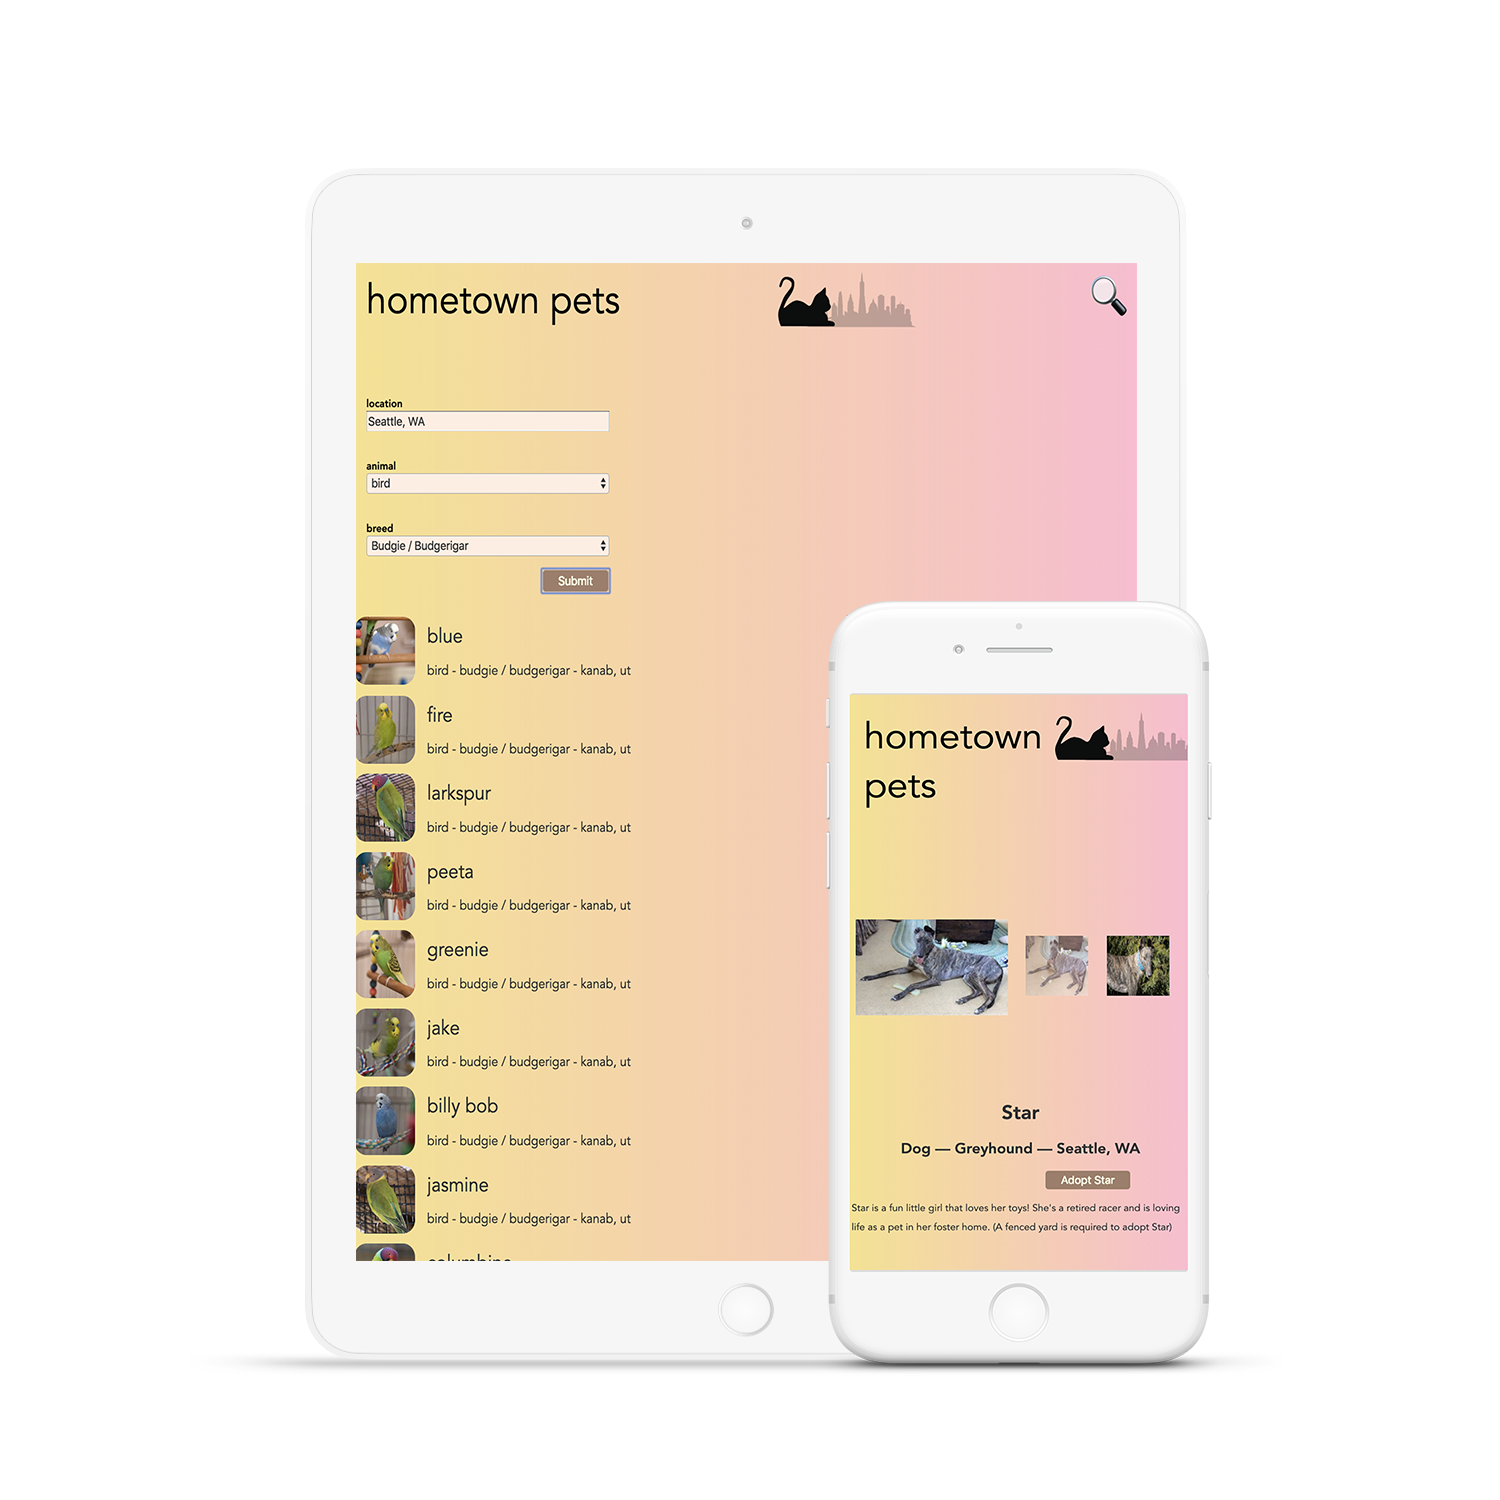 hometown pets
location
Seattle, WA
animal
bird
breed
Budgie / Budgerigar
Submit
blue
bird - budgie / budgerigar - kanab, ut
fire
bird - budgie / budgerigar - kanab, ut
larkspur
bird - budgie / budgerigar - kanab, ut
peeta
bird - budgie / budgerigar - kanab, ut
greenie
bird - budgie / budgerigar - kanab, ut
jake
bird - budgie / budgerigar - kanab, ut
billy bob
bird - budgie / budgerigar - kanab, ut
jasmine
bird - budgie / budgerigar - kanab, ut
columbine
hometown
pets
Star
Dog — Greyhound — Seattle, WA
Adopt Star
Star is a fun little girl that loves her toys! She's a retired racer and is loving
life as a pet in her foster home. (A fenced yard is required to adopt Star)